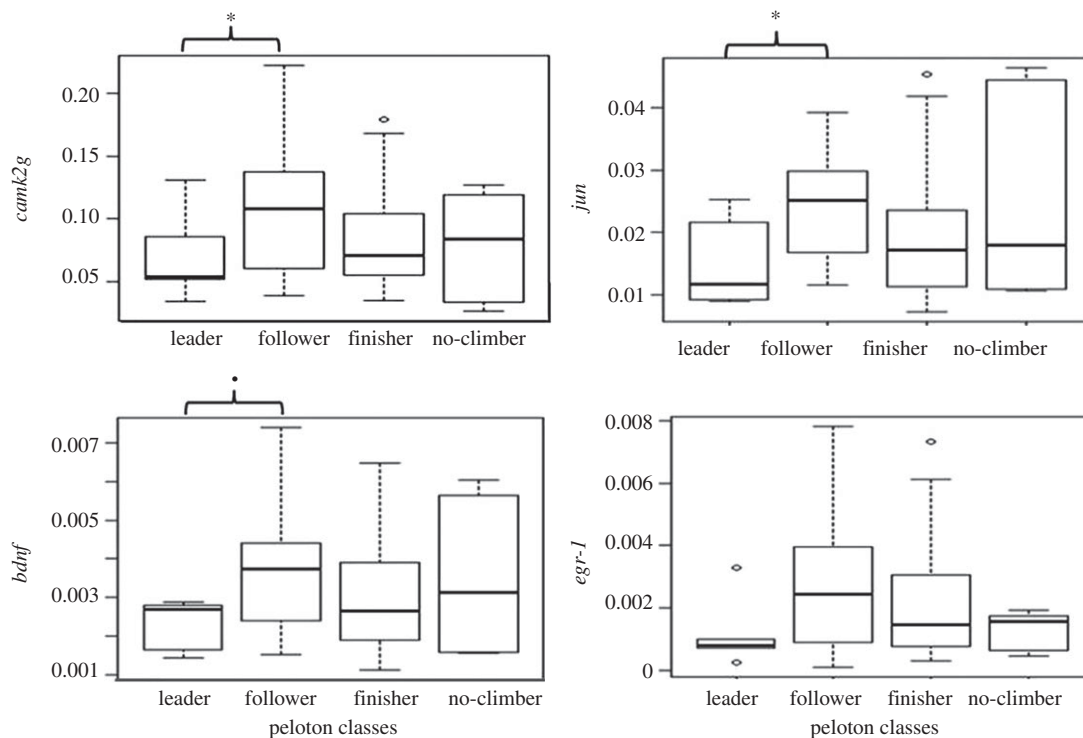 *
camk2g
0.20
0.15
0.10
0.05
leader follower finisher no-climber
*
jun
0.04
0.03
0.02
0.01
leader follower finisher no-climber
•
bdnf
0.007
0.005
0.003
0.001
leader follower finisher no-climber
peloton classes
egr-1
0.008
0.006
0.004
0.002
0
leader follower finisher no-climber
peloton classes